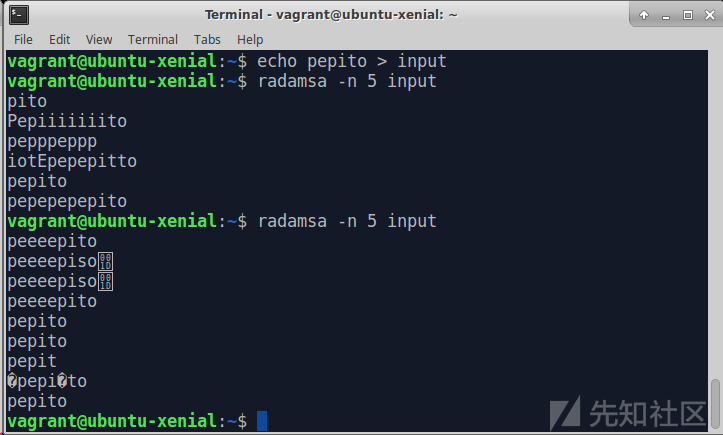 Terminal - vagrant@ubuntu-xenial: ~
File Edit View Terminal Tabs Help
vagrant@ubuntu-xenial:~$ echo pepito > input
vagrant@ubuntu-xenial:~$ radamsa -n 5 input
pito
Pepiiiiiiito
pepppeppp
iotEpepepitto
pepito
pepepepepito
vagrant@ubuntu-xenial:~$ radamsa -n 5 input
peeeepito
peeeepiso
peeeepiso
peeeepito
pepito
pepito
pepit
�pepi�to
pepito
vagrant@ubuntu-xenial:~$
先知社区